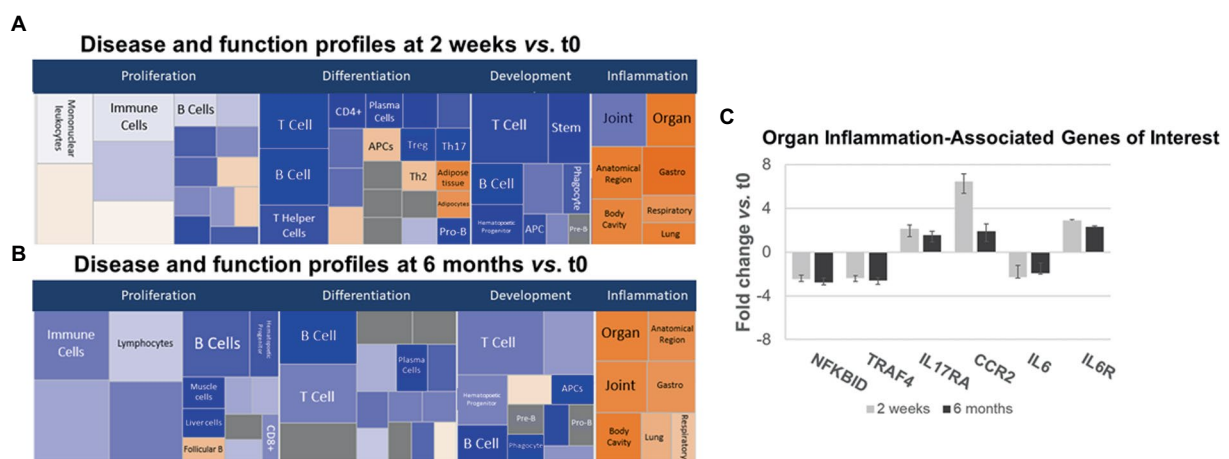 A
Disease and function profiles at 2 weeks vs. t0
Proliferation
Differentiation
Development
Inflammation
Mononuclear
leukocytes
Immune
Cells
B Cells
T Cell
B Cell
T Helper
Cells
CD4+
Plasma
Cells
APCs
Treg
Th17
Th2
Adipose
tissue
Adipocytes
Pro-B
T Cell
Stem
B Cell
Phagocyte
Hematopoetic
Progenitor
APC
Pre-B
Joint
Organ
Anatomical
Region
Gastro
Body
Cavity
Respiratory
Lung
B
Disease and function profiles at 6 months vs. t0
Proliferation
Differentiation
Development
Inflammation
Immune
Cells
Lymphocytes
B Cells
Hematopoetic
Progenitor
Muscle
cells
Liver cells
Follicular B
CD8+
B Cell
T Cell
Plasma
Cells
T Cell
Hematopoetic
Progenitor
APCs
Pre-B
Pro-B
B Cell
Phagocyte
Organ
Anatomical
Region
Joint
Gastro
Body
Cavity
Lung
Respiratory
C
Organ Inflammation-Associated Genes of Interest
Fold change vs. t0
8
4
0
-4
-8
NFKBID
TRAF4
IL17RA
CCR2
IL6
IL6R
2 weeks
6 months